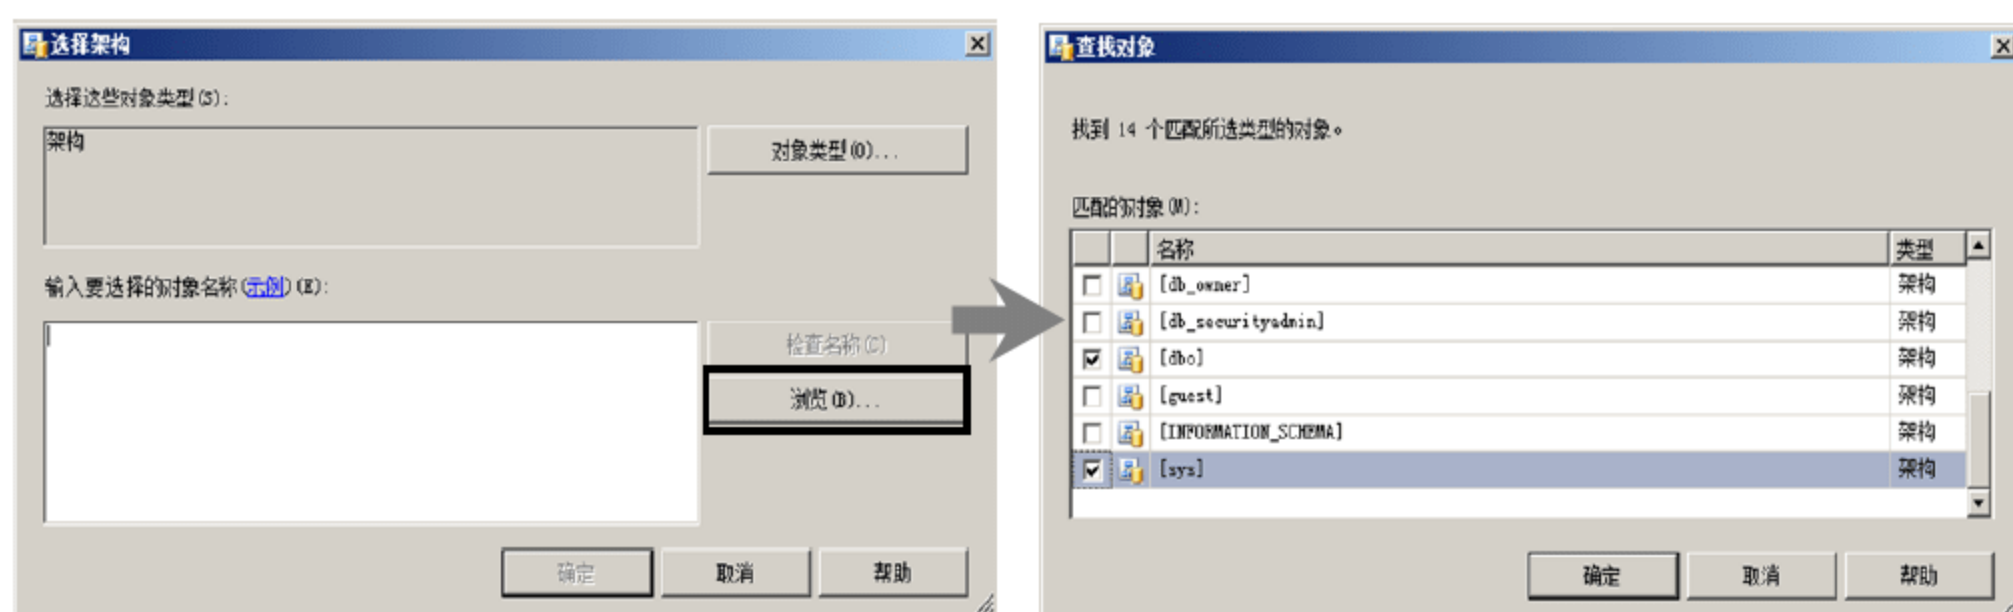 选择架构
选择这些对象类型(S):
架构
对象类型(O)...
输入要选择的对象名称(示例)(E):
检查名称(C)
浏览(B)...
确定
取消
帮助
查找对象
找到 14 个匹配所选类型的对象。
匹配的对象(M):
名称 类型
[db_owner] 架构
[db_securityadmin] 架构
[dbo] 架构
[guest] 架构
[INFORMATION_SCHEMA] 架构
[sys] 架构
确定
取消
帮助